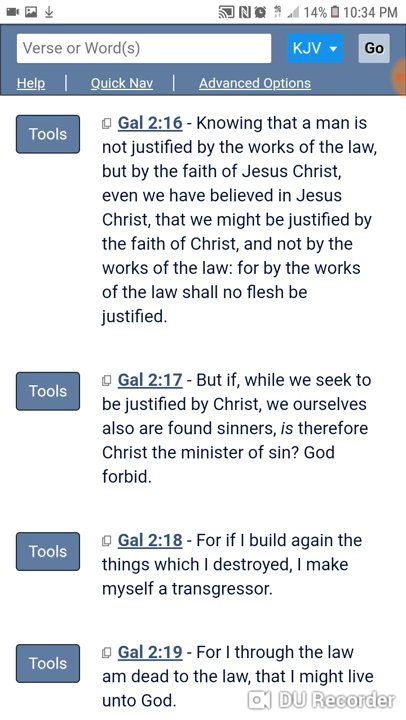 14% 10:34 PM
Verse or Word(s) KJV Go
Help Quick Nav Advanced Options
Tools Gal 2:16 - Knowing that a man is
not justified by the works of the law,
but by the faith of Jesus Christ,
even we have believed in Jesus
Christ, that we might be justified by
the faith of Christ, and not by the
works of the law: for by the works
of the law shall no flesh be
justified.
Tools Gal 2:17 - But if, while we seek to
be justified by Christ, we ourselves
also are found sinners, is therefore
Christ the minister of sin? God
forbid.
Tools Gal 2:18 - For if I build again the
things which I destroyed, I make
myself a transgressor.
Tools Gal 2:19 - For I through the law
am dead to the law, that I might live
unto God.
DU Recorder